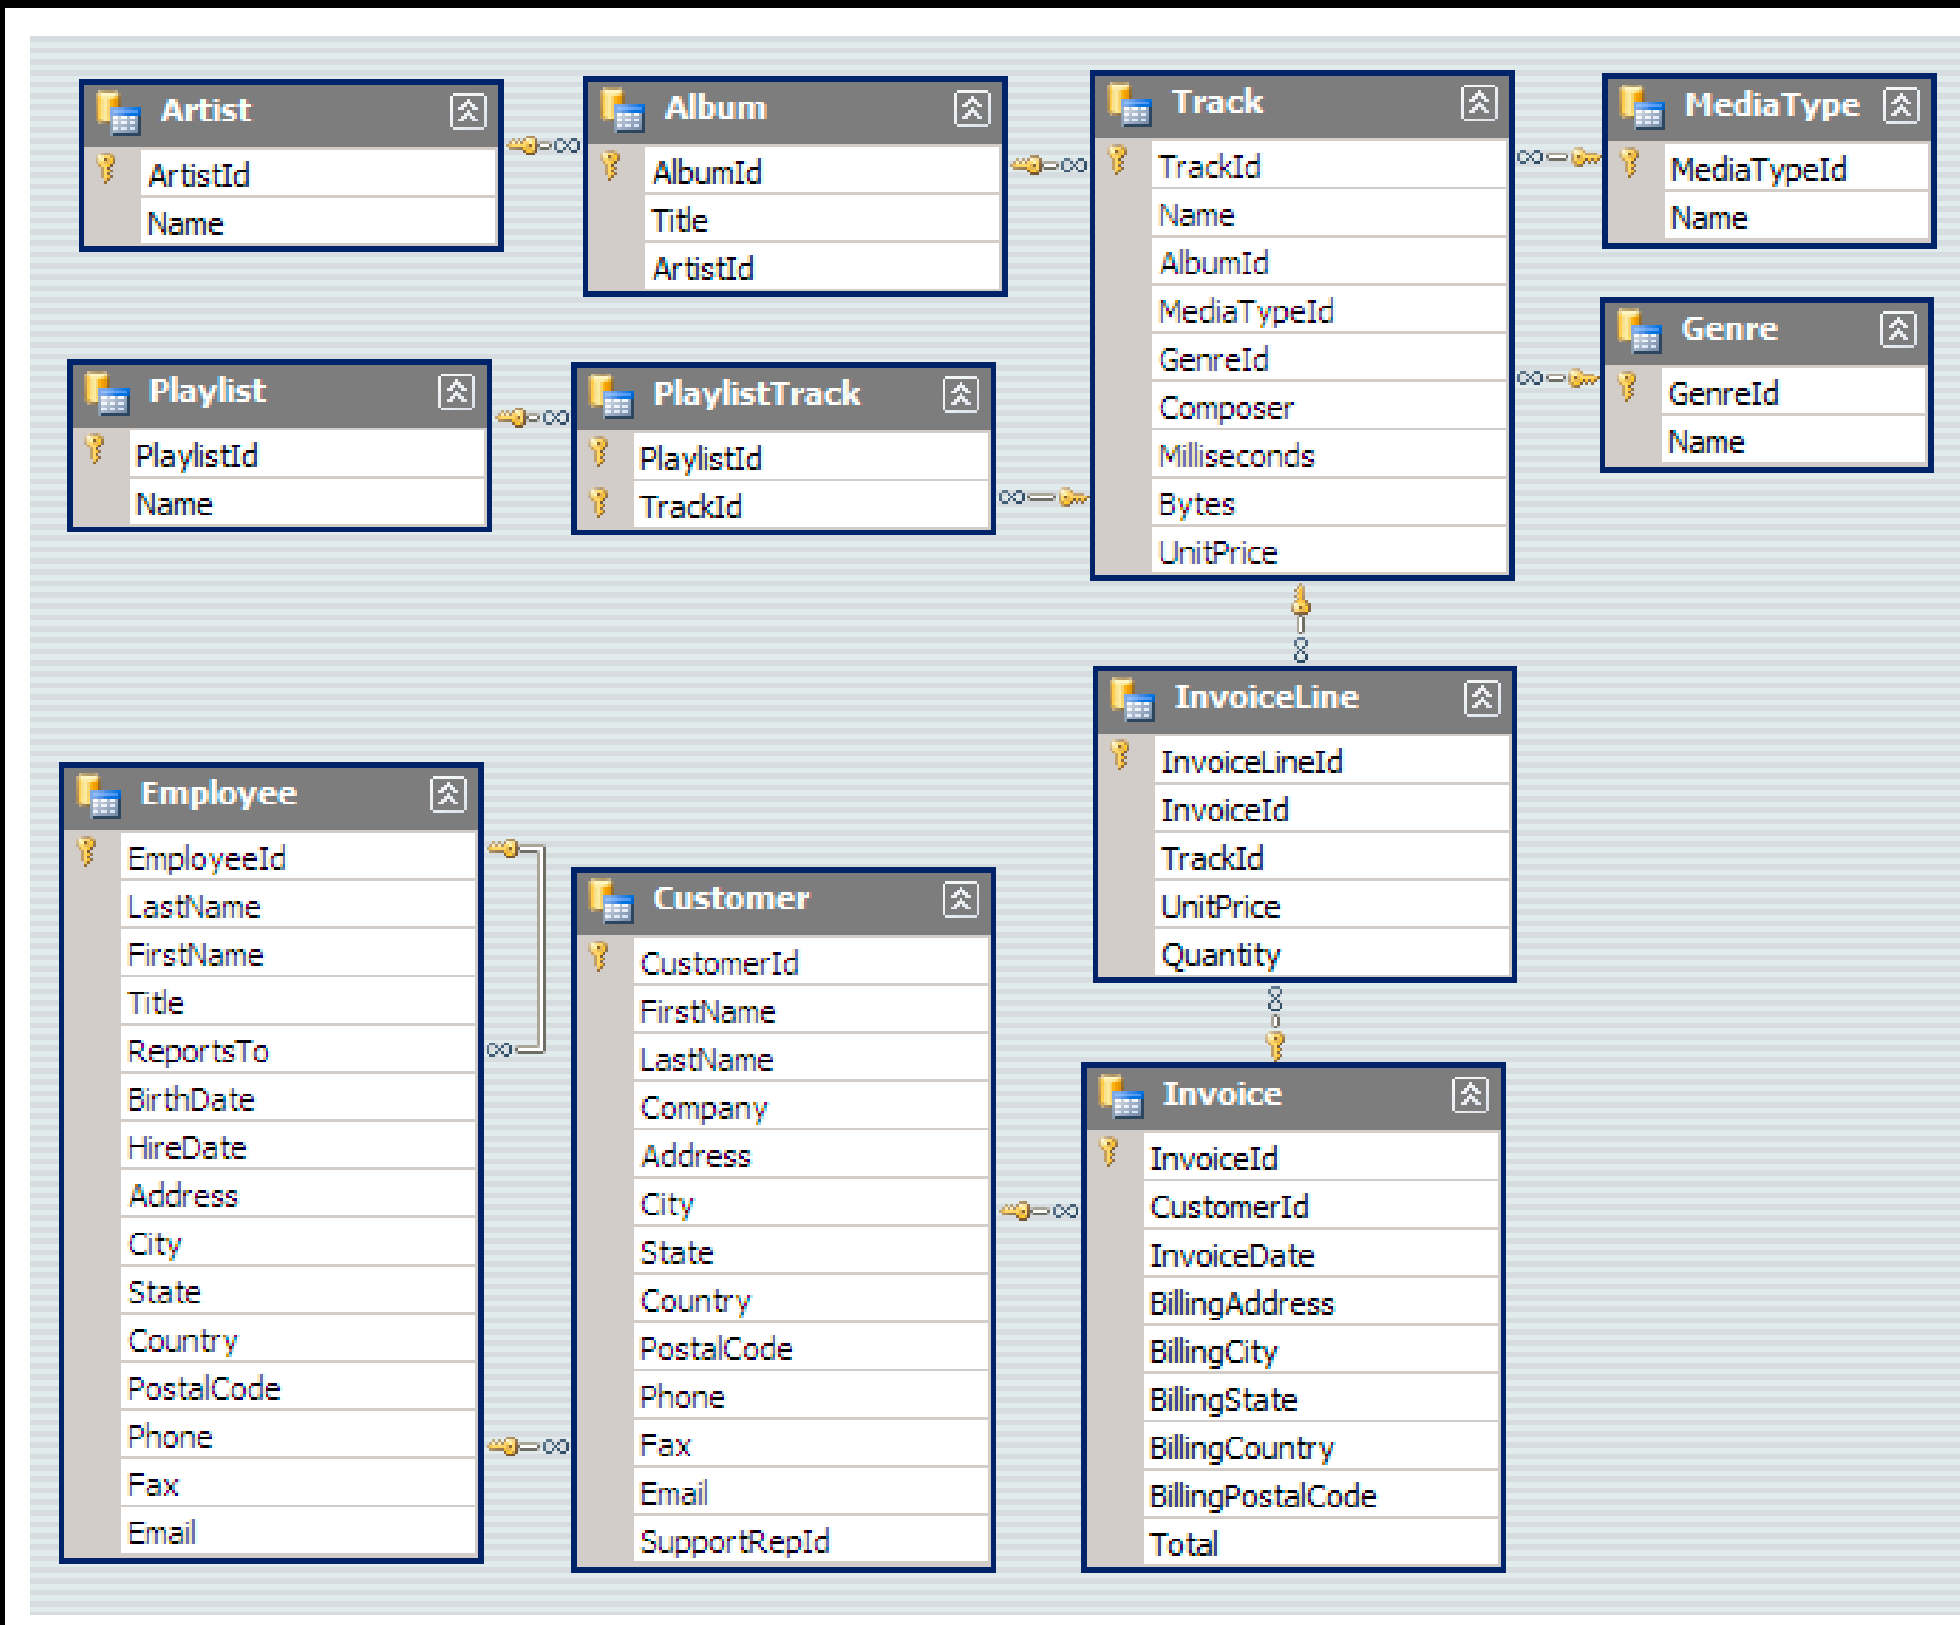 Artist
ArtistId
Name
Album
AlbumId
Title
ArtistId
Track
TrackId
Name
AlbumId
MediaTypeId
GenreId
Composer
Milliseconds
Bytes
UnitPrice
MediaType
MediaTypeId
Name
Genre
GenreId
Name
Playlist
PlaylistId
Name
PlaylistTrack
PlaylistId
TrackId
InvoiceLine
InvoiceLineId
InvoiceId
TrackId
UnitPrice
Quantity
Employee
EmployeeId
LastName
FirstName
Title
ReportsTo
BirthDate
HireDate
Address
City
State
Country
PostalCode
Phone
Fax
Email
Customer
CustomerId
FirstName
LastName
Company
Address
City
State
Country
PostalCode
Phone
Fax
Email
SupportRepId
Invoice
InvoiceId
CustomerId
InvoiceDate
BillingAddress
BillingCity
BillingState
BillingCountry
BillingPostalCode
Total